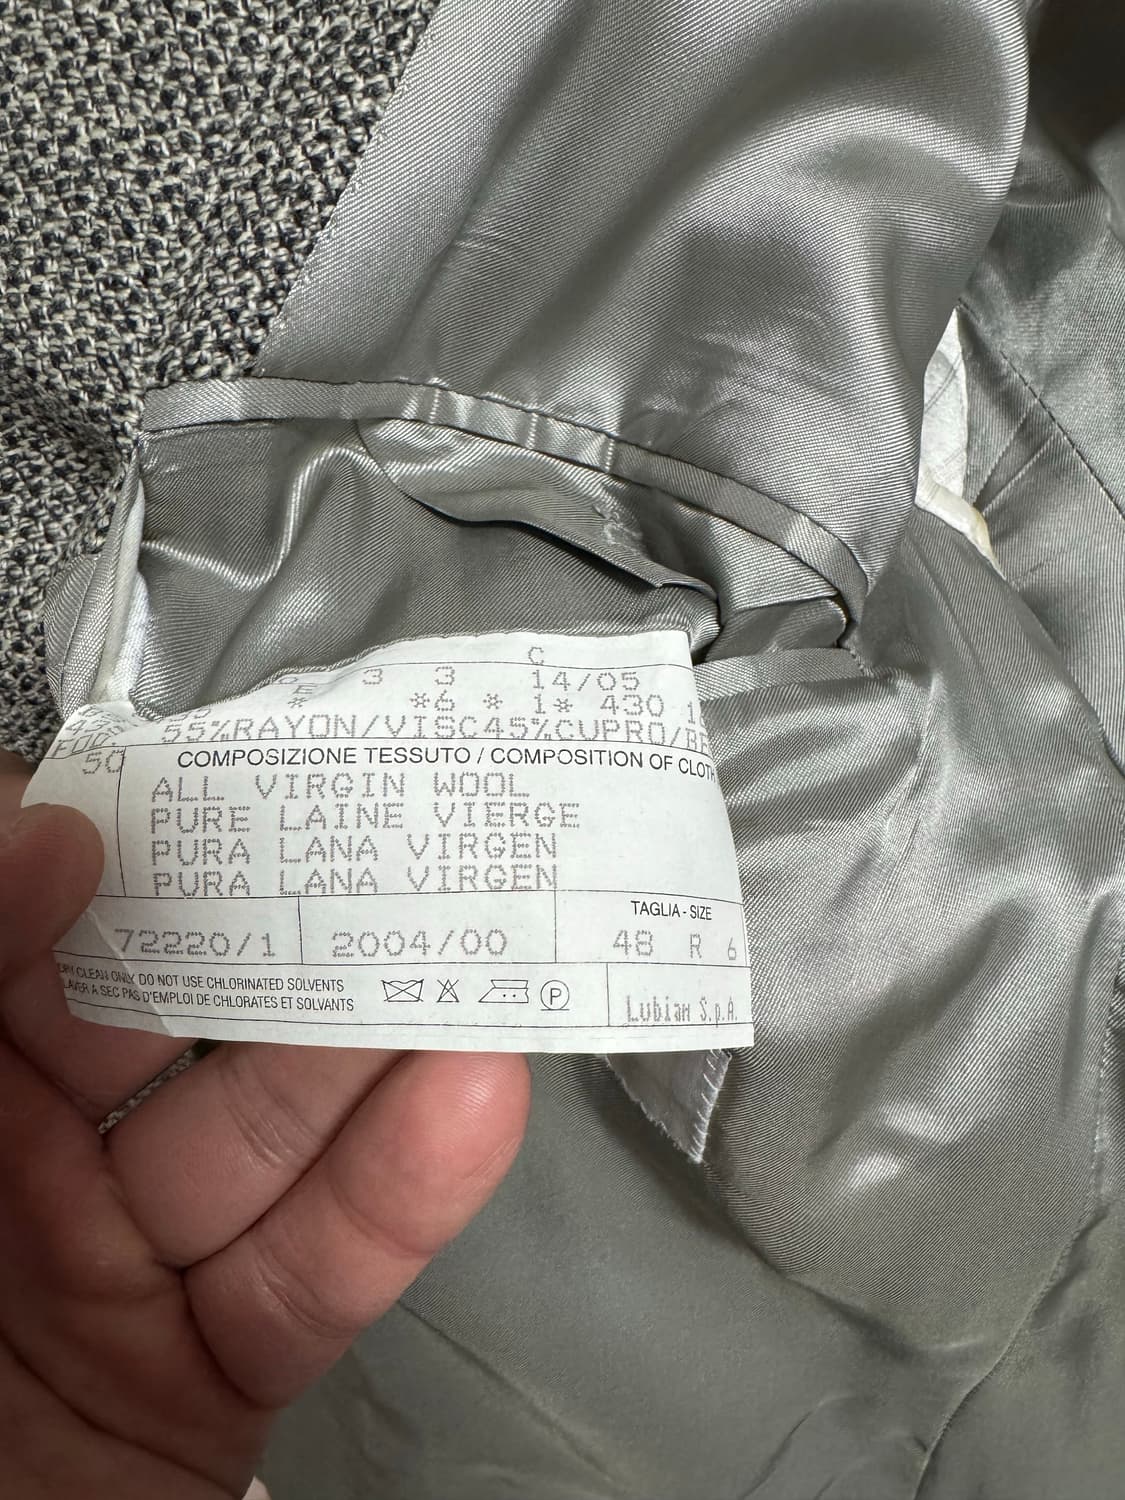 C
3 3 14/05
* *6 * 1* 430
55%RAYON/VISC45%CUPRO/BE
50
COMPOSIZIONE TESSUTO / COMPOSITION OF CLOTH
ALL VIRGIN WOOL
PURE LAINE VIERGE
PURA LANA VIRGEN
PURA LANA VIRGEN
TAGLIA - SIZE
72220/1 2004/00 48 R 6
DRY CLEAN ONLY DO NOT USE CHLORINATED SOLVENTS
LAVER A SEC PAS D'EMPLOI DE CHLORATES ET SOLVANTS
P
Lubiam S.p.A.